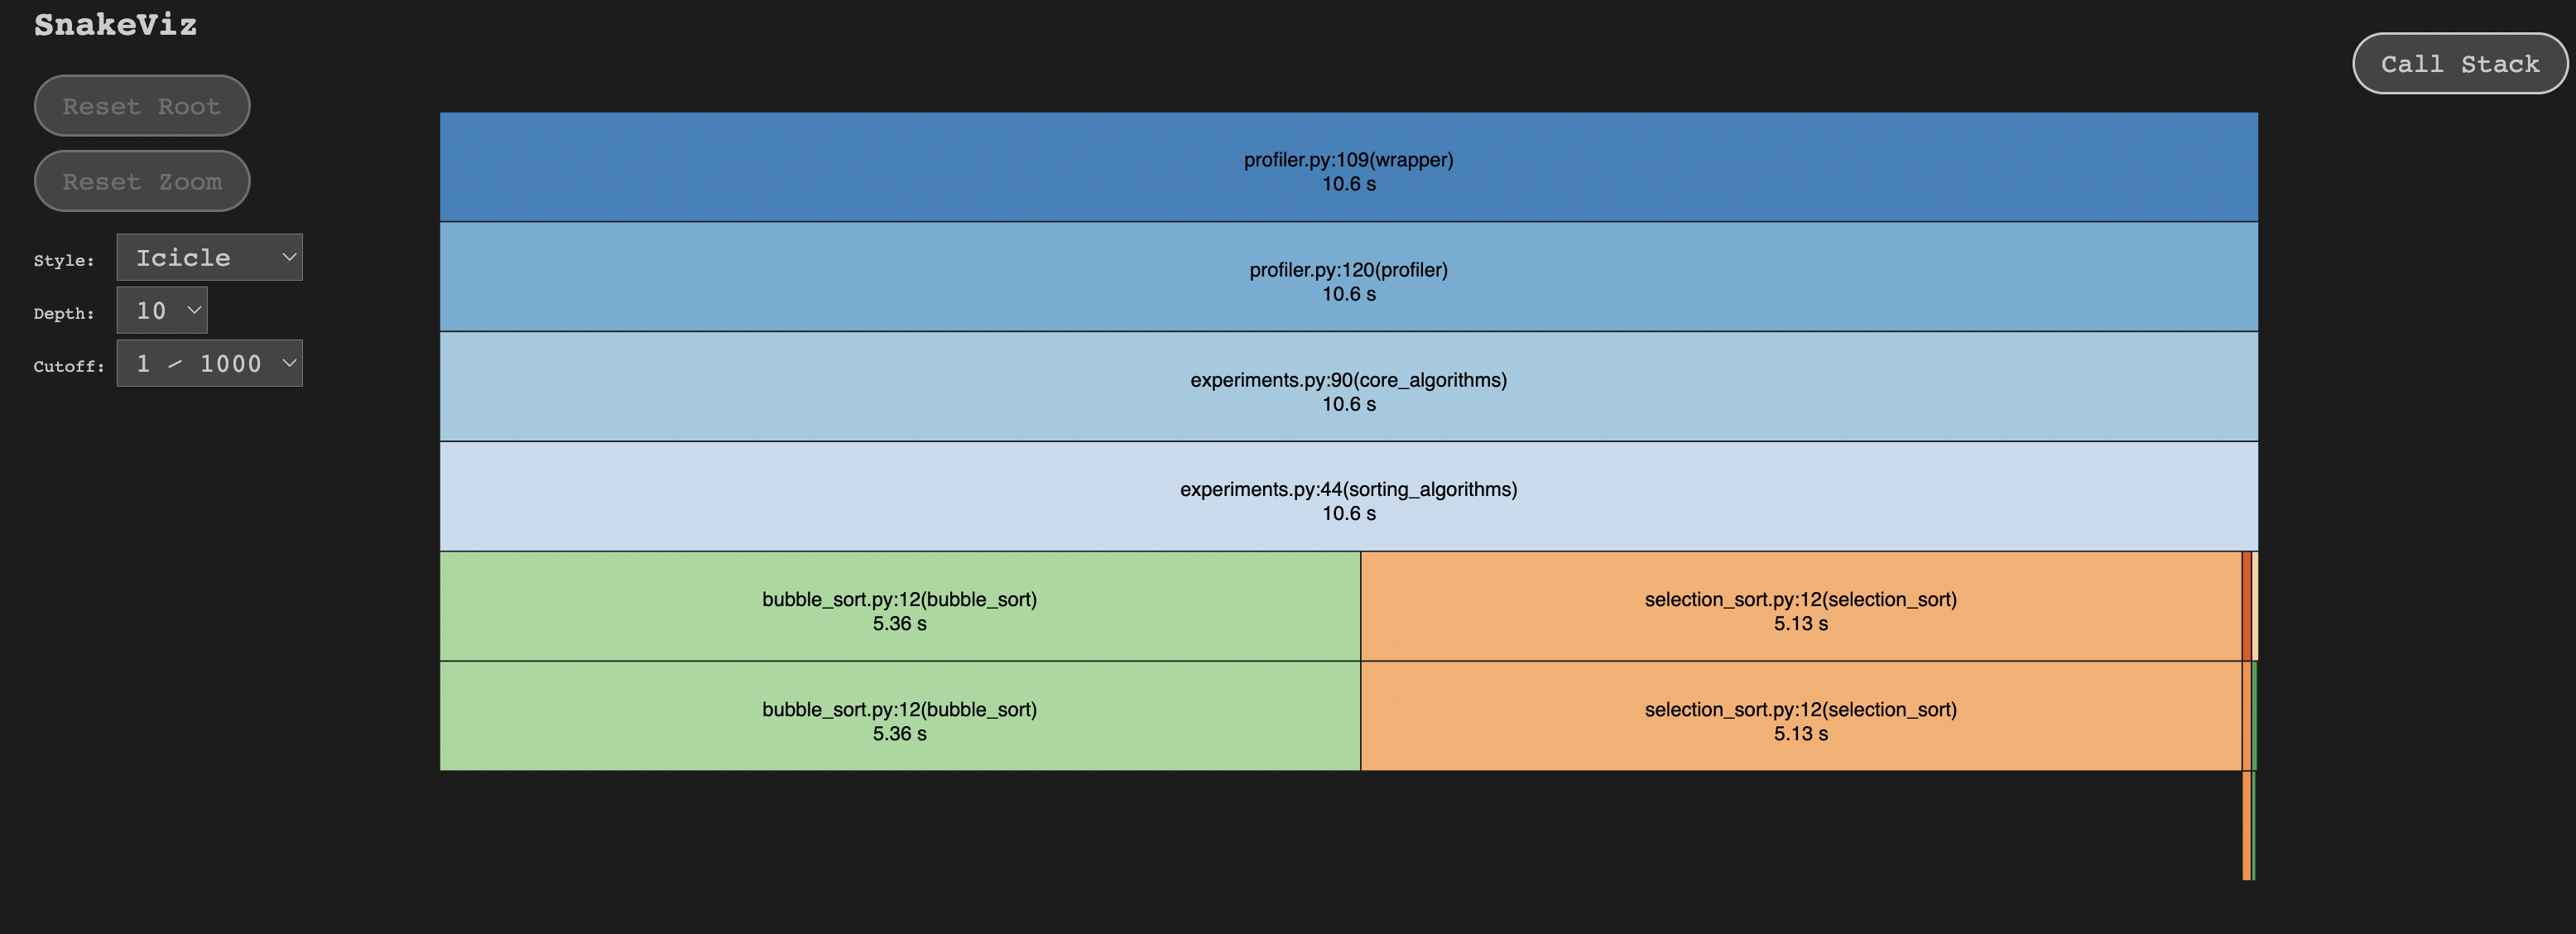 SnakeViz
Call Stack
Reset Root
Reset Zoom
Style: Icicle
Depth: 10
Cutoff: 1 / 1000
profiler.py:109(wrapper)
10.6 s
profiler.py:120(profiler)
10.6 s
experiments.py:90(core_algorithms)
10.6 s
experiments.py:44(sorting_algorithms)
10.6 s
bubble_sort.py:12(bubble_sort)
5.36 s
selection_sort.py:12(selection_sort)
5.13 s
bubble_sort.py:12(bubble_sort)
5.36 s
selection_sort.py:12(selection_sort)
5.13 s